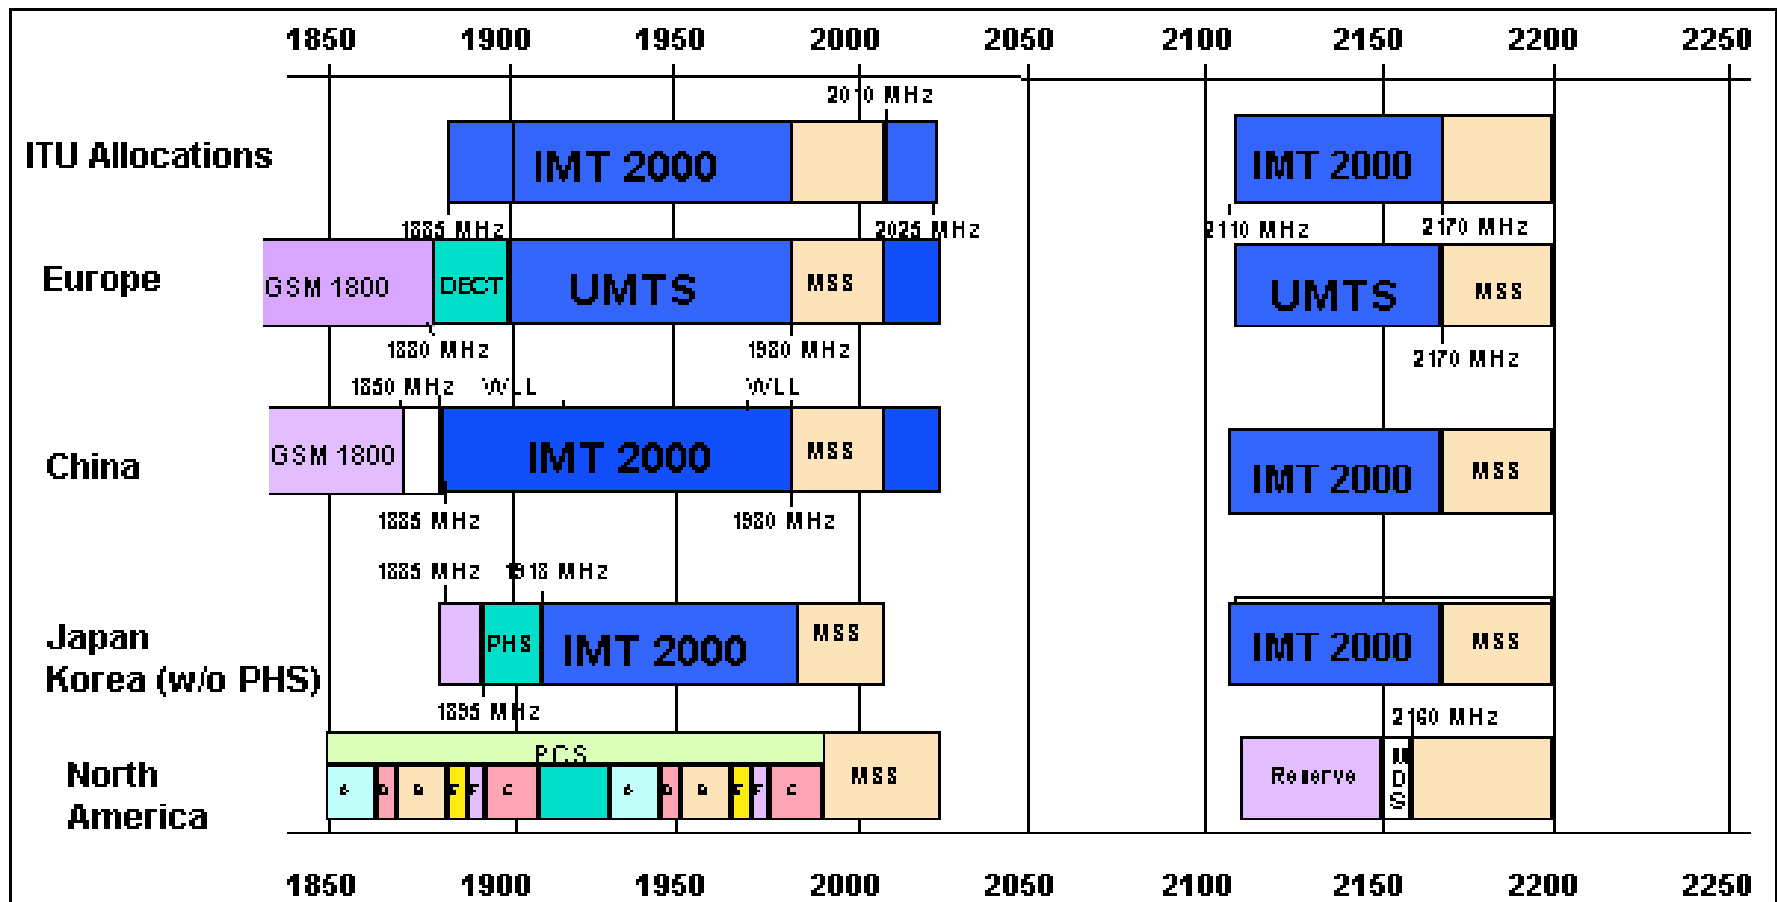 1850 1900 1950 2000 2050 2100 2150 2200 2250
2010 MHz
ITU Allocations IMT 2000 IMT 2000
1885 MHz 2025 MHz 2110 MHz 2170 MHz
Europe GSM 1800 DECT UMTS MSS UMTS MSS
1880 MHz 1980 MHz 2170 MHz
1850 MHz WLL WLL
China GSM 1800 IMT 2000 MSS IMT 2000 MSS
1885 MHz 1980 MHz
1885 MHz 1918 MHz
Japan PHS IMT 2000 MSS IMT 2000 MSS
Korea (w/o PHS)
1895 MHz 2160 MHz
PCS
North MSS Reserve MDS
America C C
1850 1900 1950 2000 2050 2100 2150 2200 2250